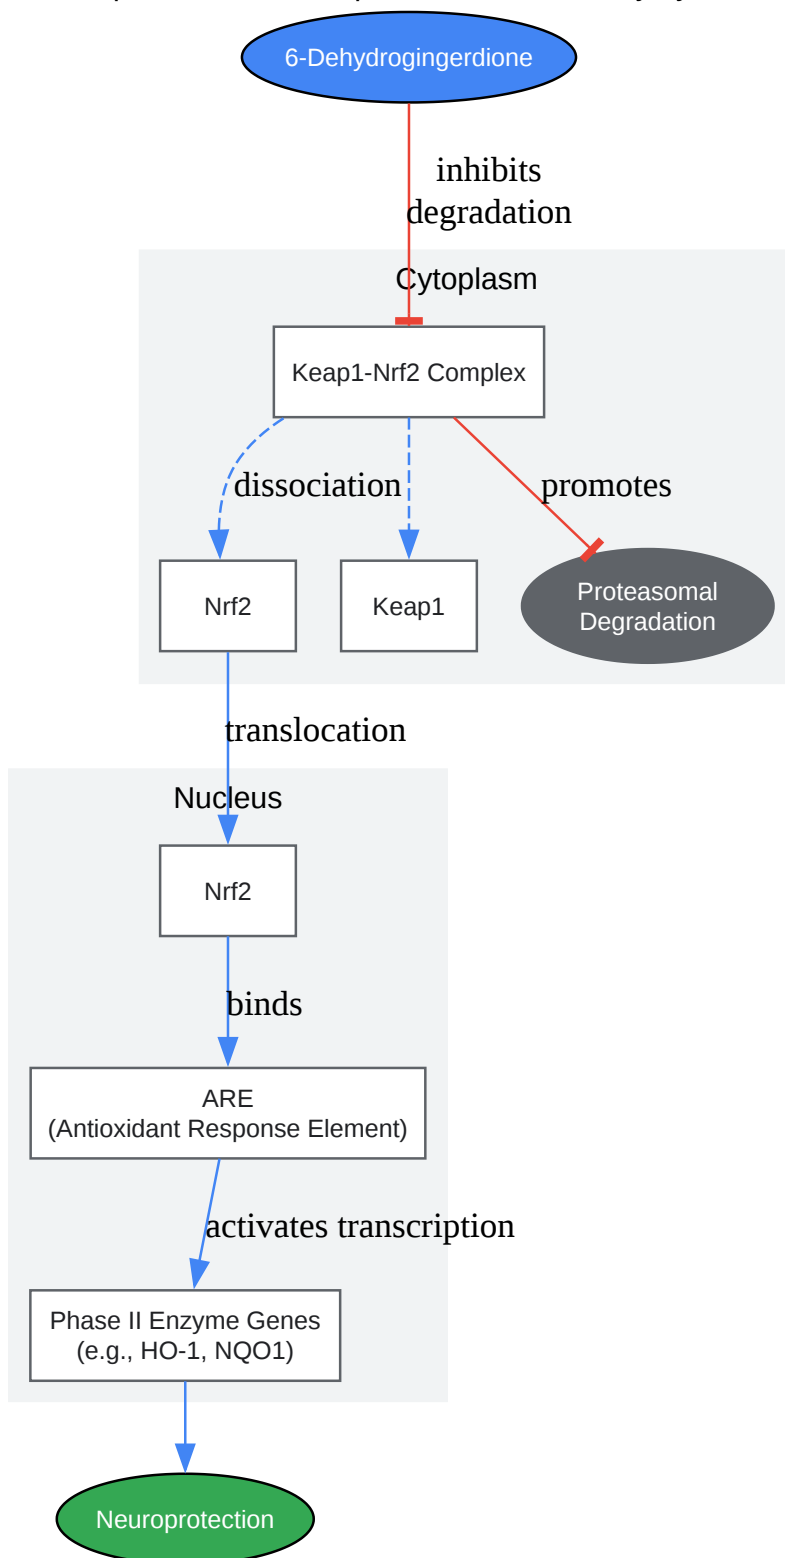 6-Dehydrogingerdione
inhibits
degradation
Cytoplasm
Keap1-Nrf2 Complex
dissociation
promotes
Nrf2
Keap1
Proteasomal
Degradation
translocation
Nucleus
Nrf2
binds
ARE
(Antioxidant Response Element)
activates transcription
Phase II Enzyme Genes
(e.g., HO-1, NQO1)
Neuroprotection